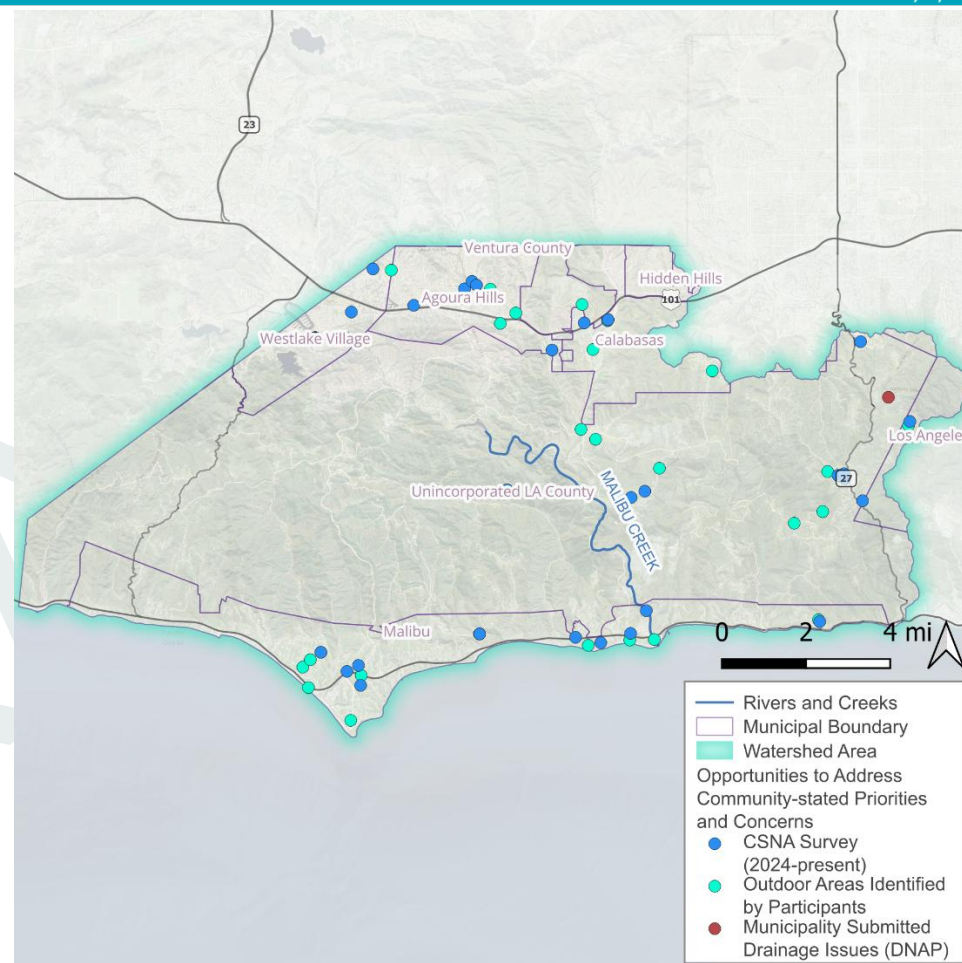 23
Ventura County
Hidden Hills
101
Agoura Hills
Westlake Village
Calabasas
Unincorporated LA County
MALIBU CREEK
27
Malibu
0 2 4 mi
Rivers and Creeks
Municipal Boundary
Watershed Area
Opportunities to Address
Community-stated Priorities
and Concerns
CSNA Survey
(2024-present)
Outdoor Areas Identified
by Participants
Municipality Submitted
Drainage Issues (DNAP)